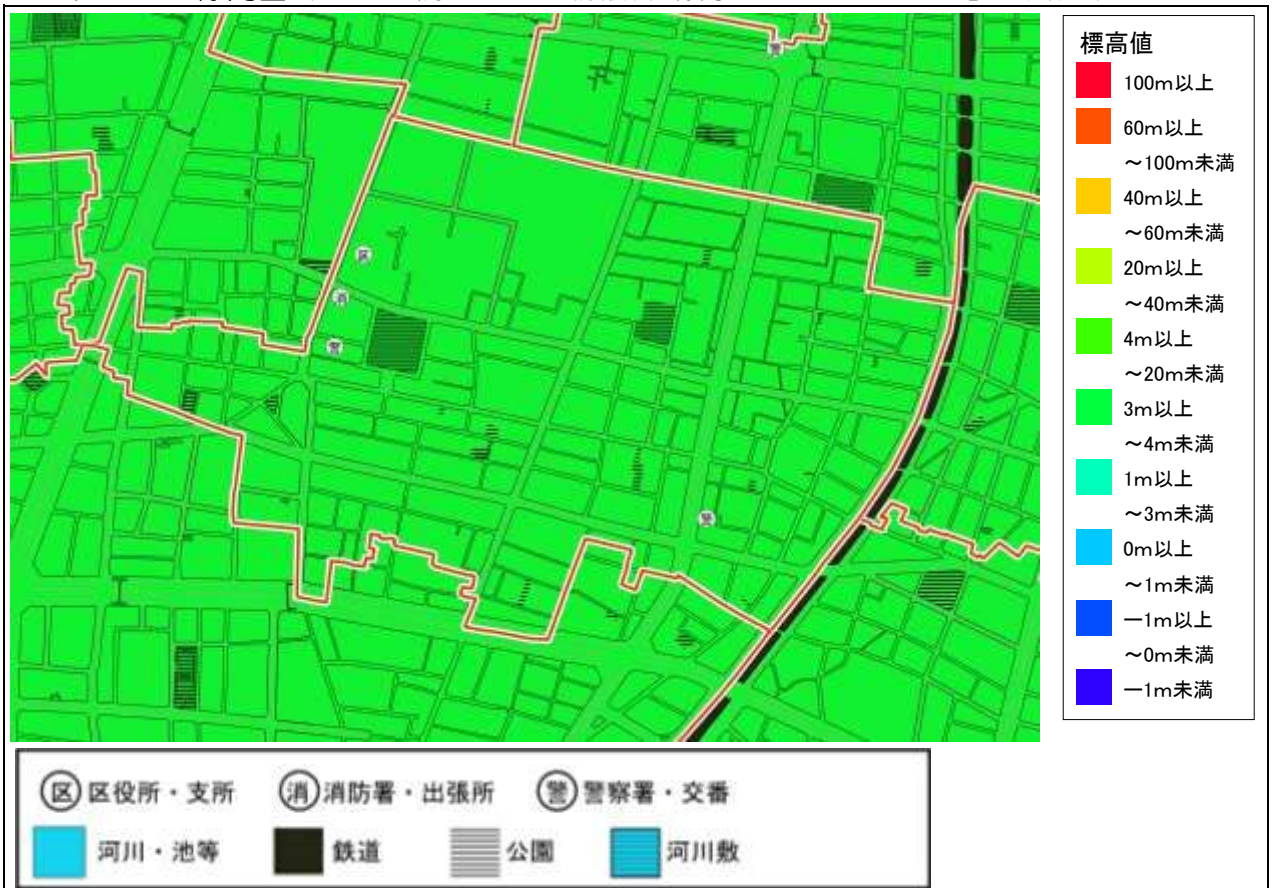 区
消
警
警
警
標高値
100m以上
60m以上
～100m未満
40m以上
～60m未満
20m以上
～40m未満
4m以上
～20m未満
3m以上
～4m未満
1m以上
～3m未満
0m以上
～1m未満
－1m以上
～0m未満
－1m未満
区 区役所・支所 消 消防署・出張所 警 警察署・交番
河川・池等 鉄道 公園 河川敷